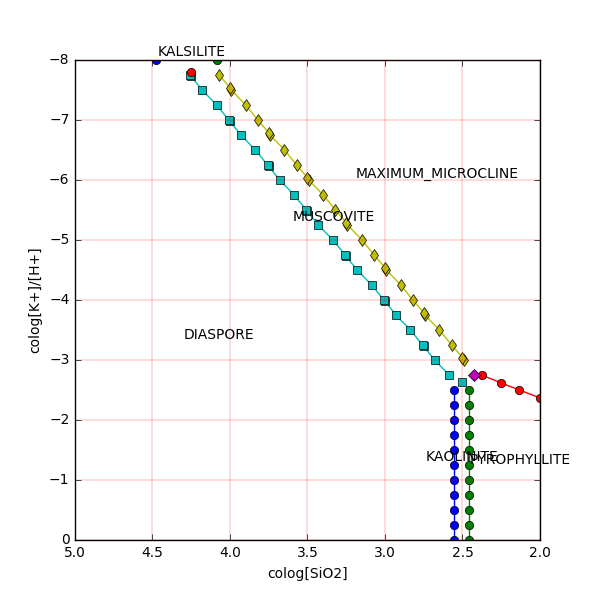 KALSILITE
−8
−7
MAXIMUM_MICROCLINE
−6
MUSCOVITE
−5
colog[K+]/[H+]
−4
DIASPORE
−3
−2
KAOLINITE
PYROPHYLLITE
−1
0
5.0 4.5 4.0 3.5 3.0 2.5 2.0
colog[SiO2]